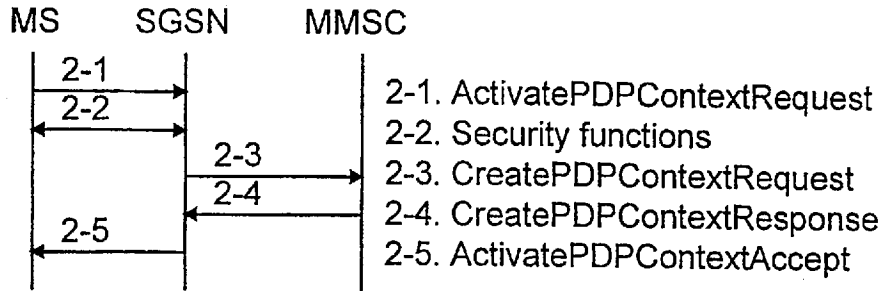 MS SGSN MMSC
2-1
2-2
2-3
2-4
2-5
2-1. ActivatePDPContextRequest
2-2. Security functions
2-3. CreatePDPContextRequest
2-4. CreatePDPContextResponse
2-5. ActivatePDPContextAccept